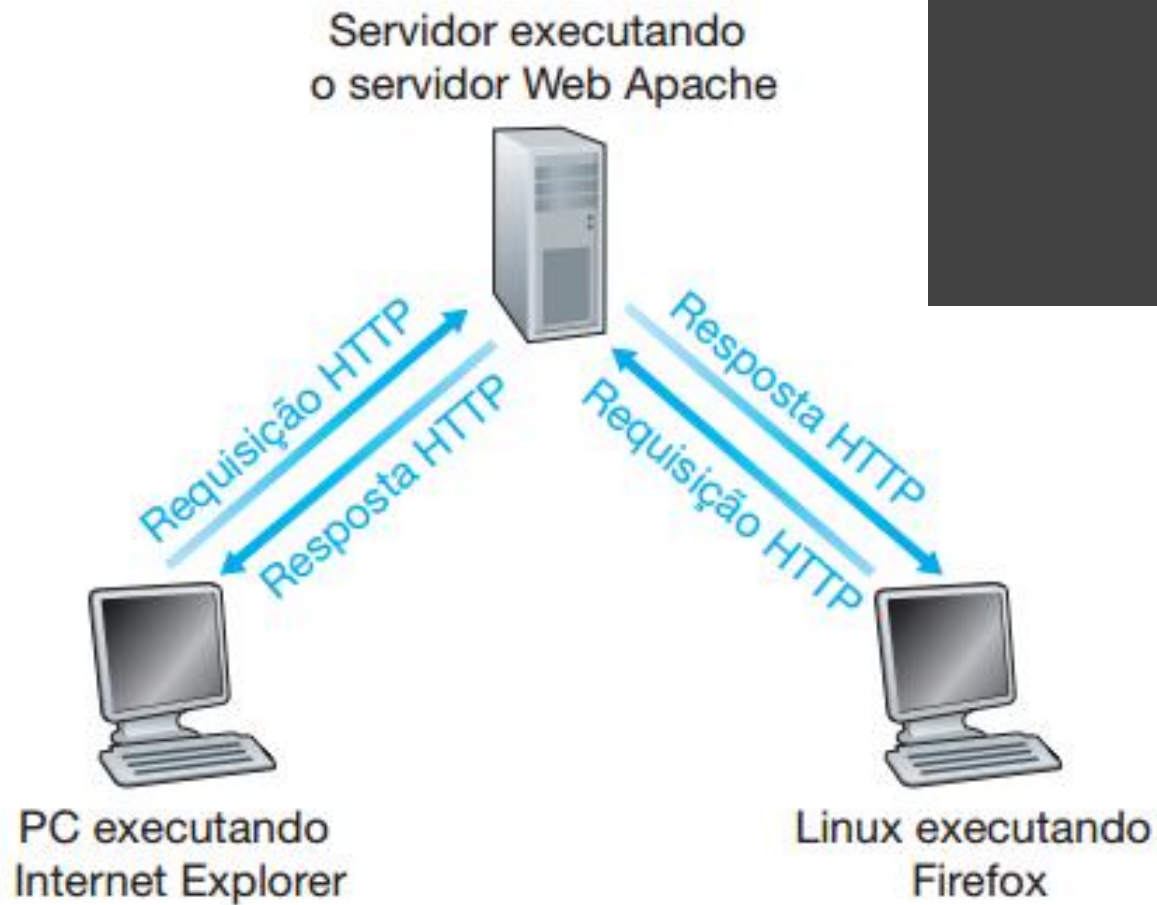 Servidor executando
o servidor Web Apache
Requisição HTTP
Resposta HTTP
Resposta HTTP
Requisição HTTP
PC executando
Internet Explorer
Linux executando
Firefox